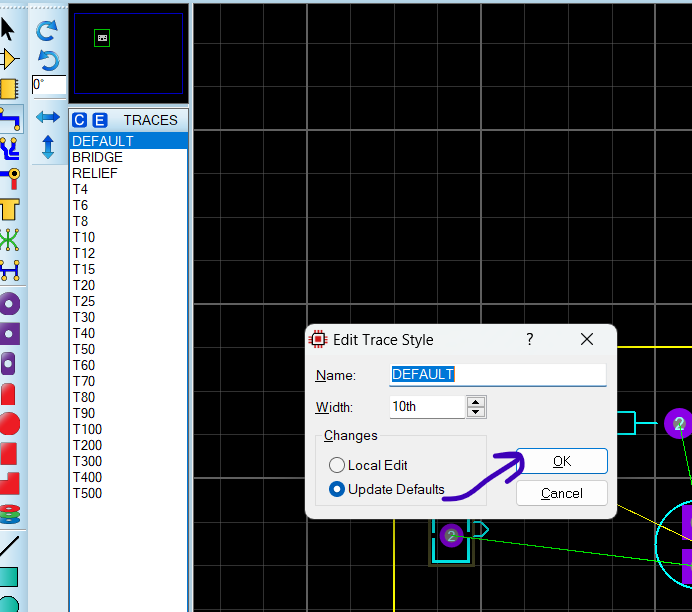 0°
C E TRACES
DEFAULT
BRIDGE
RELIEF
T4
T6
T8
T10
T12
T15
T20
T25
T30
T40
T50
T60
T70
T80
T90
T100
T200
T300
T400
T500
Edit Trace Style ?
Name: DEFAULT
Width: 10th
Changes
Local Edit
Update Defaults
OK
Cancel
2
2